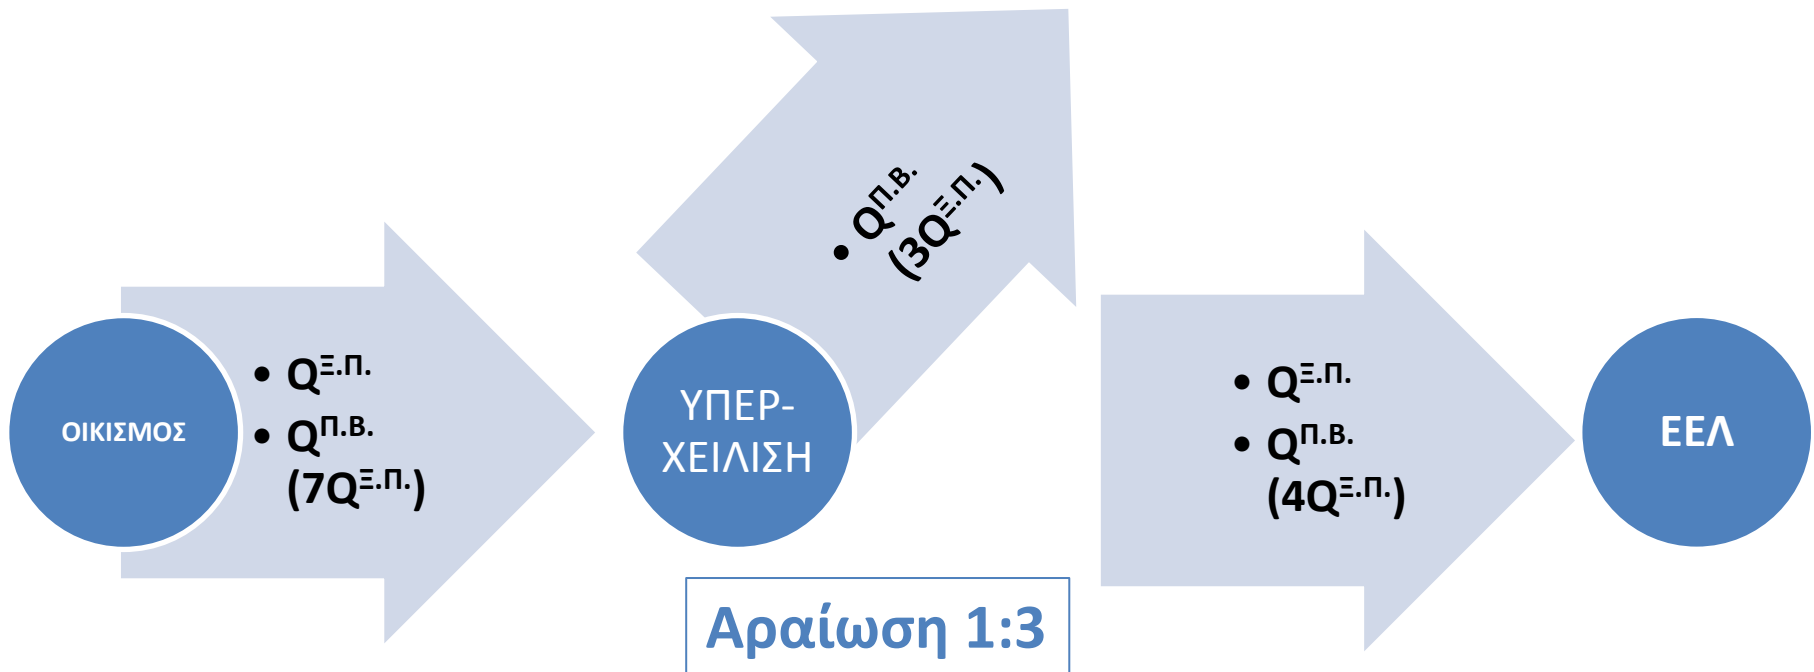 ΟΙΚΙΣΜΟΣ
• Q^Ξ.Π.
• Q^Π.Β.
(7Q^Ξ.Π.)
ΥΠΕΡ-
ΧΕΙΛΙΣΗ
• Q^Π.Β.
(3Q^Ξ.Π.)
• Q^Ξ.Π.
• Q^Π.Β.
(4Q^Ξ.Π.)
ΕΕΛ
Αραίωση 1:3